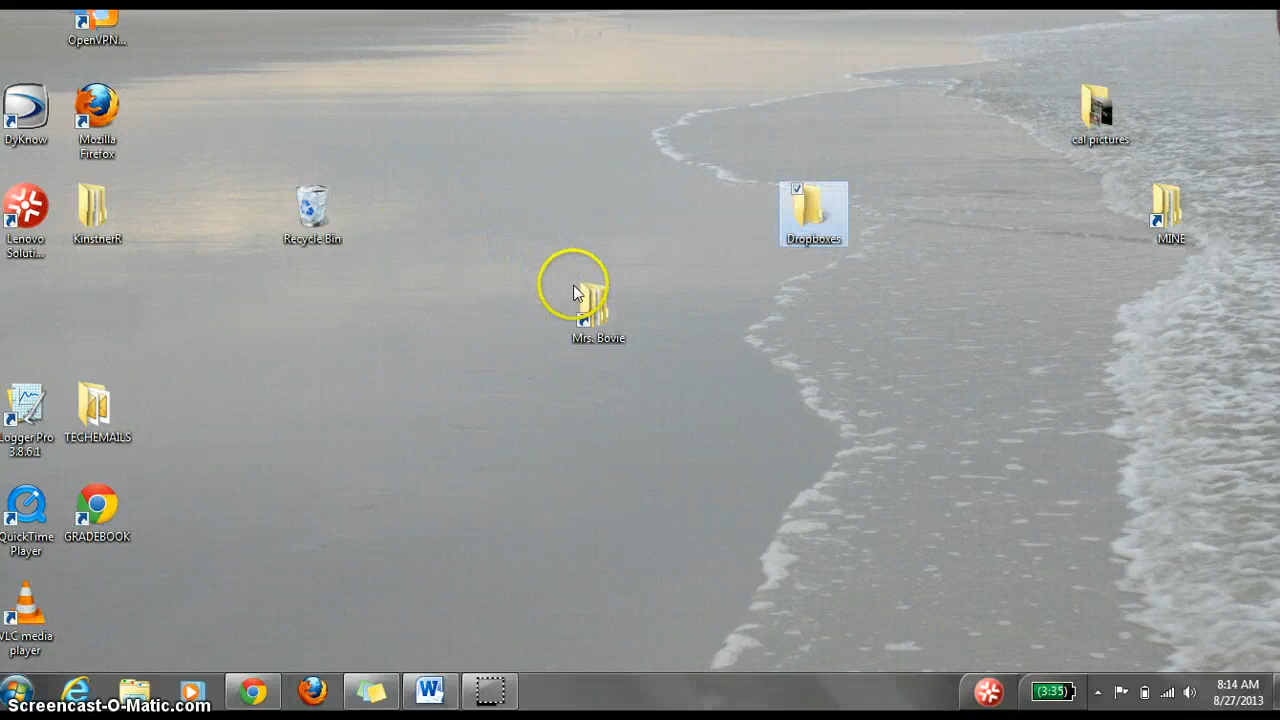 OpenVPN...
DyKnow
Mozilla
Firefox
cal pictures
Lenovo
Soluti...
KinstnerR
Recycle Bin
Dropboxes
MINE
Mrs. Bovie
Logger Pro
3.8.6.1
TECHEMAILS
QuickTime
Player
GRADEBOOK
VLC media
player
(3:35)
8:14 AM
8/27/2013
Screencast-O-Matic.com